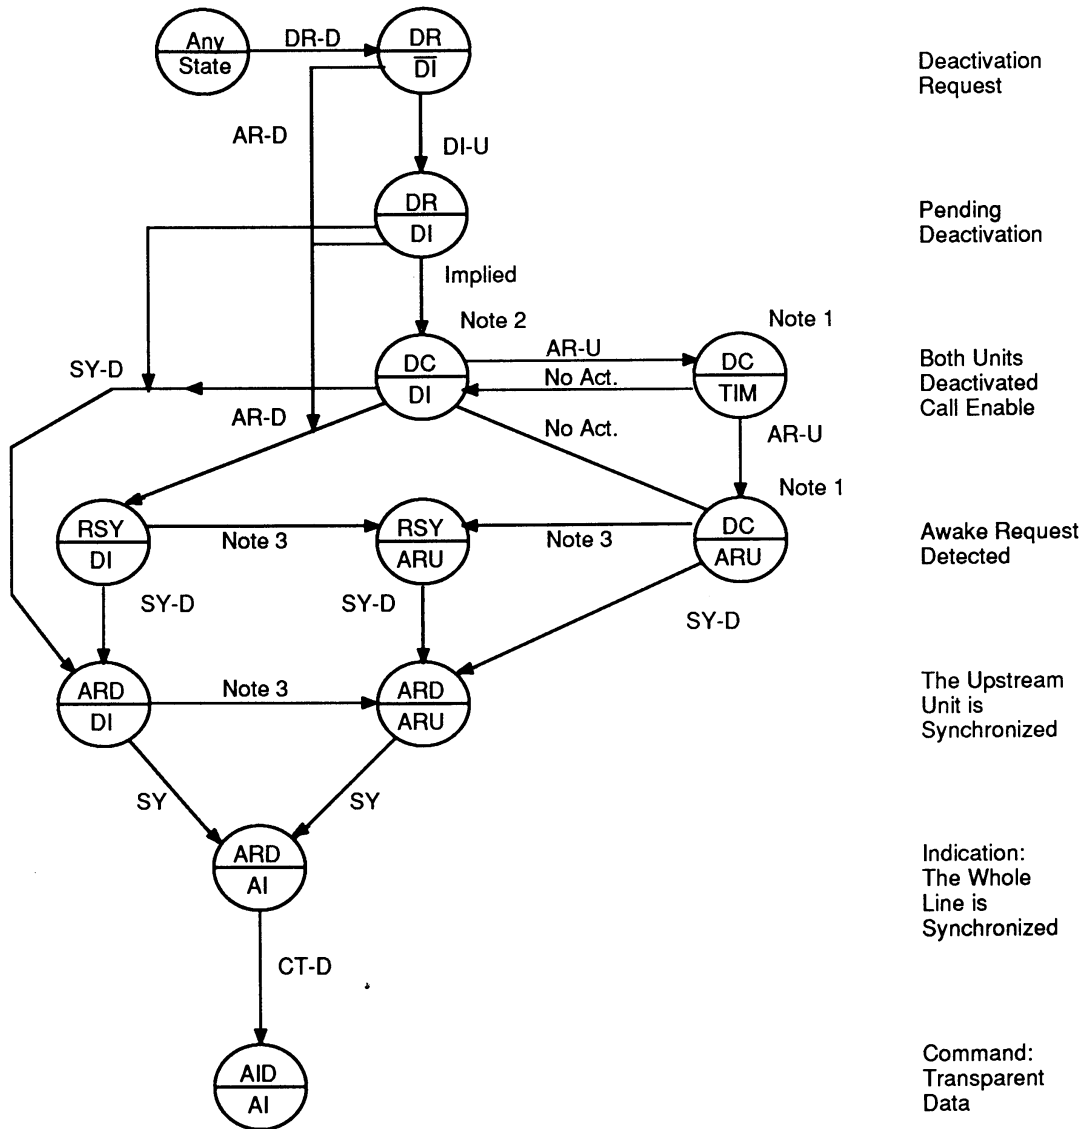 Any
State
DR-D
DR
D̅I̅
Deactivation
Request
AR-D
DI-U
DR
DI
Pending
Deactivation
Implied
Note 2
Note 1
DC
DI
AR-U
No Act.
DC
TIM
Both Units
Deactivated
Call Enable
SY-D
AR-D
No Act.
AR-U
Note 1
RSY
DI
Note 3
RSY
ARU
Note 3
DC
ARU
Awake Request
Detected
SY-D
SY-D
SY-D
ARD
DI
Note 3
ARD
ARU
The Upstream
Unit is
Synchronized
SY
SY
ARD
AI
Indication:
The Whole
Line is
Synchronized
CT-D
AID
AI
Command:
Transparent
Data